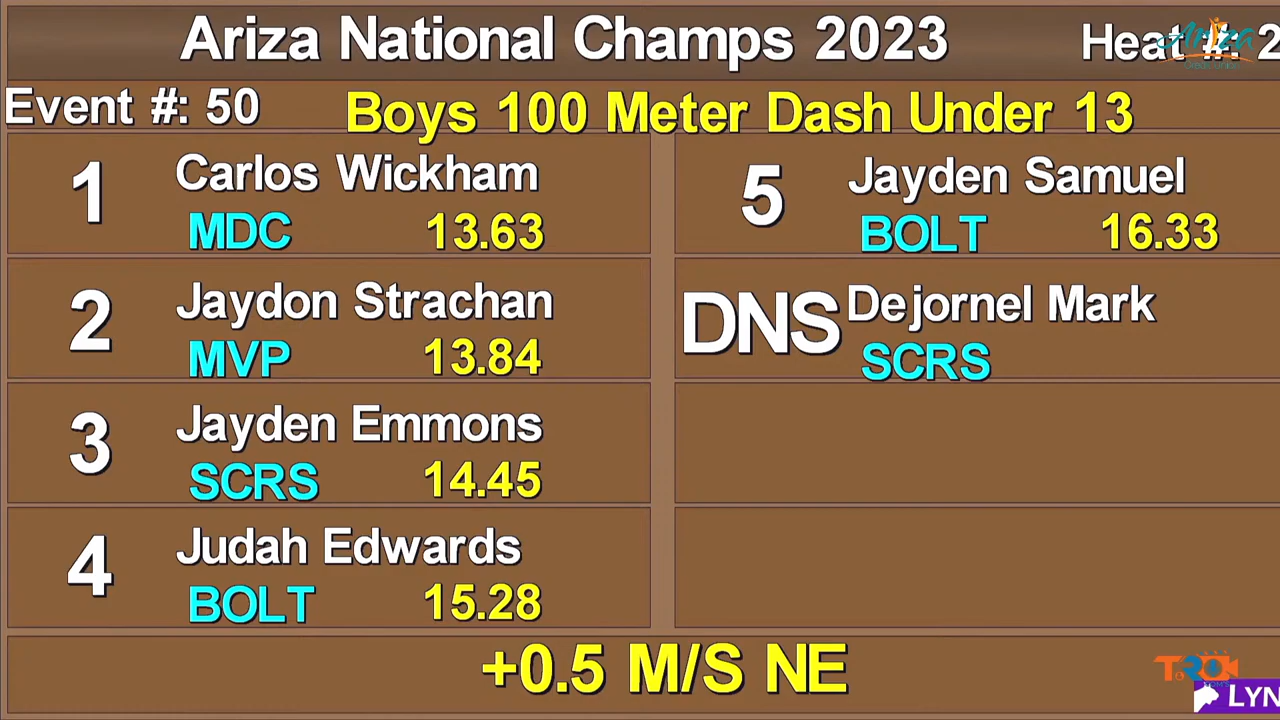 Ariza National Champs 2023
Heat #: 2
Event #: 50
Boys 100 Meter Dash Under 13
1 Carlos Wickham
MDC 13.63
2 Jaydon Strachan
MVP 13.84
3 Jayden Emmons
SCRS 14.45
4 Judah Edwards
BOLT 15.28
5 Jayden Samuel
BOLT 16.33
DNS Dejornel Mark
SCRS
+0.5 M/S NE
Ariza
LYN